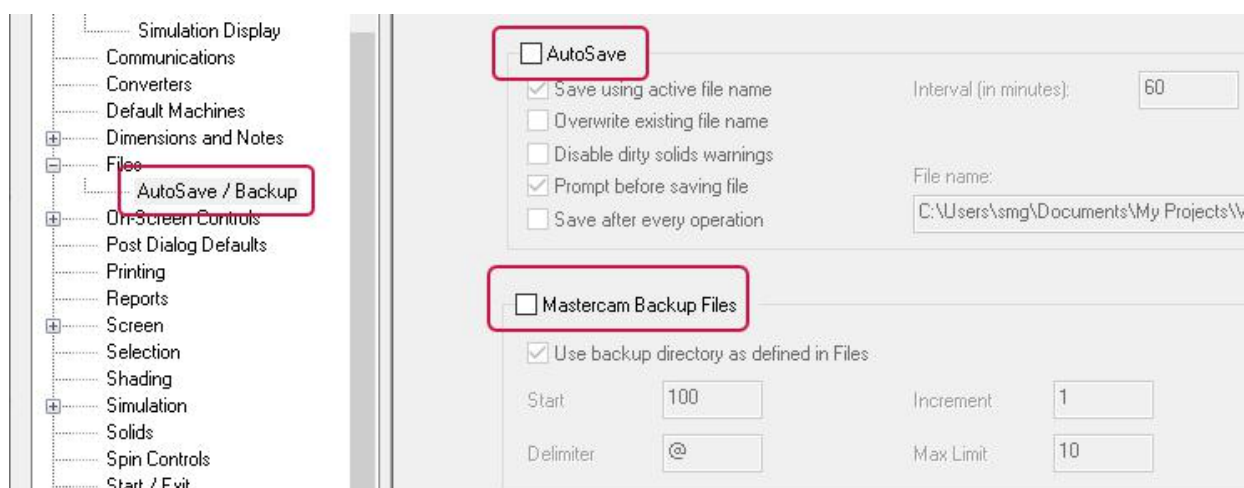 Simulation Display
Communications
Converters
Default Machines
Dimensions and Notes
Files
AutoSave / Backup
On-Screen Controls
Post Dialog Defaults
Printing
Reports
Screen
Selection
Shading
Simulation
Solids
Spin Controls
Start / Exit
AutoSave
Save using active file name
Interval (in minutes):
60
Overwrite existing file name
Disable dirty solids warnings
Prompt before saving file
File name:
Save after every operation
C:\Users\smg\Documents\My Projects\\V
Mastercam Backup Files
Use backup directory as defined in Files
Start
100
Increment
1
Delimiter
@
Max Limit
10